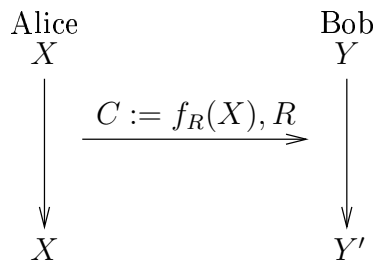 Alice Bob
X Y
C := f_R(X), R
X Y′